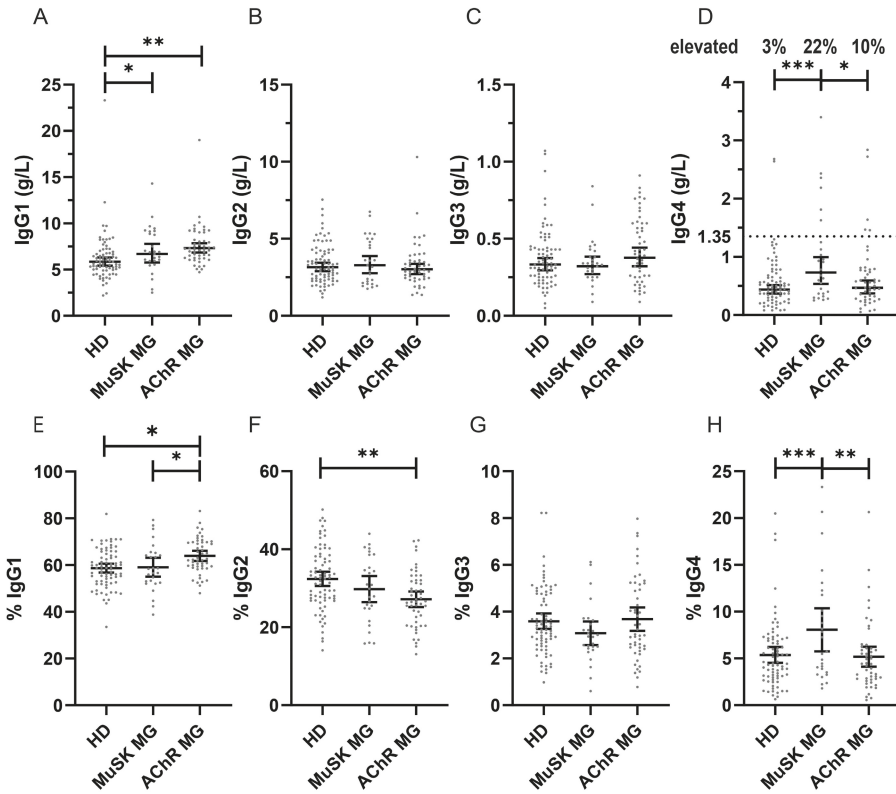 A
B
C
D
elevated 3% 22% 10%
**
*
*** *
IgG1 (g/L)
25
20
15
10
5
0
HD
MuSK MG
AChR MG
IgG2 (g/L)
15
10
5
0
HD
MuSK MG
AChR MG
IgG3 (g/L)
1.5
1.0
0.5
0.0
HD
MuSK MG
AChR MG
IgG4 (g/L)
4
3
2
1.35
1
0
HD
MuSK MG
AChR MG
E
F
G
H
*
*
**
*** **
% IgG1
100
80
60
40
20
0
HD
MuSK MG
AChR MG
% IgG2
60
40
20
0
HD
MuSK MG
AChR MG
% IgG3
10
8
6
4
2
0
HD
MuSK MG
AChR MG
% IgG4
25
20
15
10
5
0
HD
MuSK MG
AChR MG